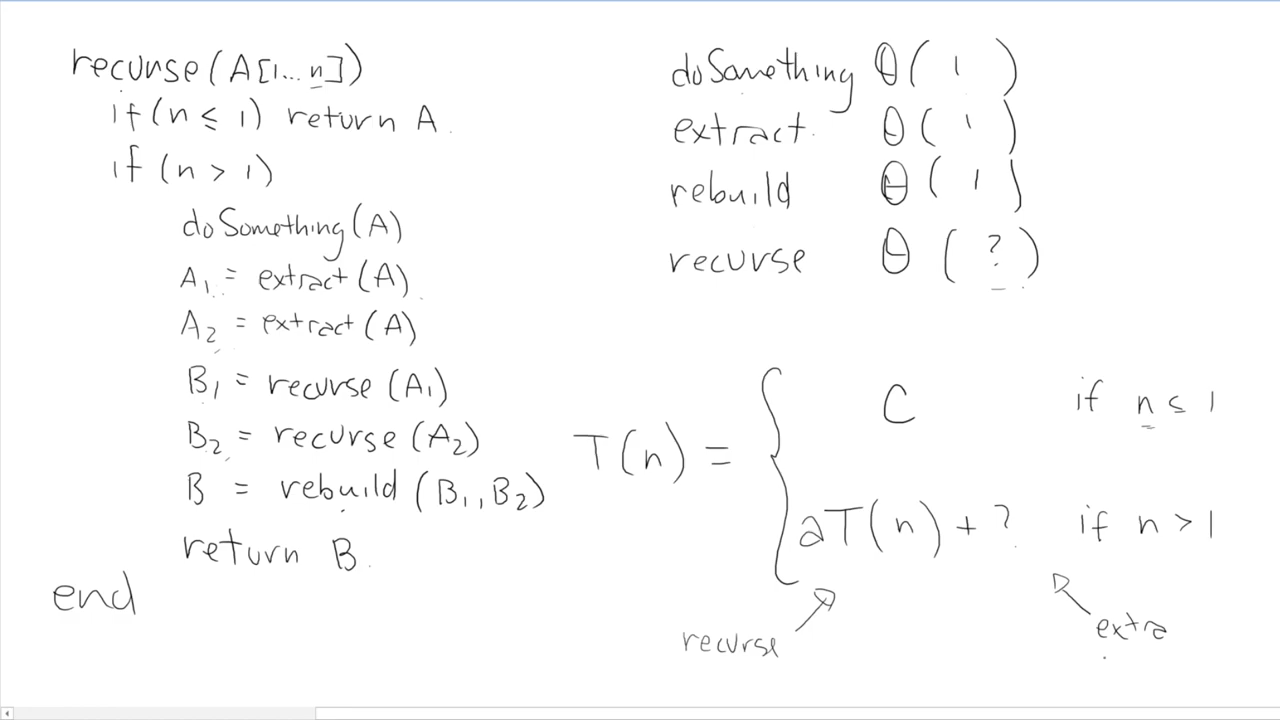 recurse(A[1...n])
if(n ≤ 1) return A
if(n > 1)
doSomething(A)
A₁ = extract(A)
A₂ = extract(A)
B₁ = recurse(A₁)
B₂ = recurse(A₂)
B = rebuild(B₁, B₂)
return B
end
doSomething Θ( 1 )
extract Θ( 1 )
rebuild Θ( 1 )
recurse Θ( ? )
T(n) = {
C if n ≤ 1
aT(n) + ? if n > 1
recurse
extra